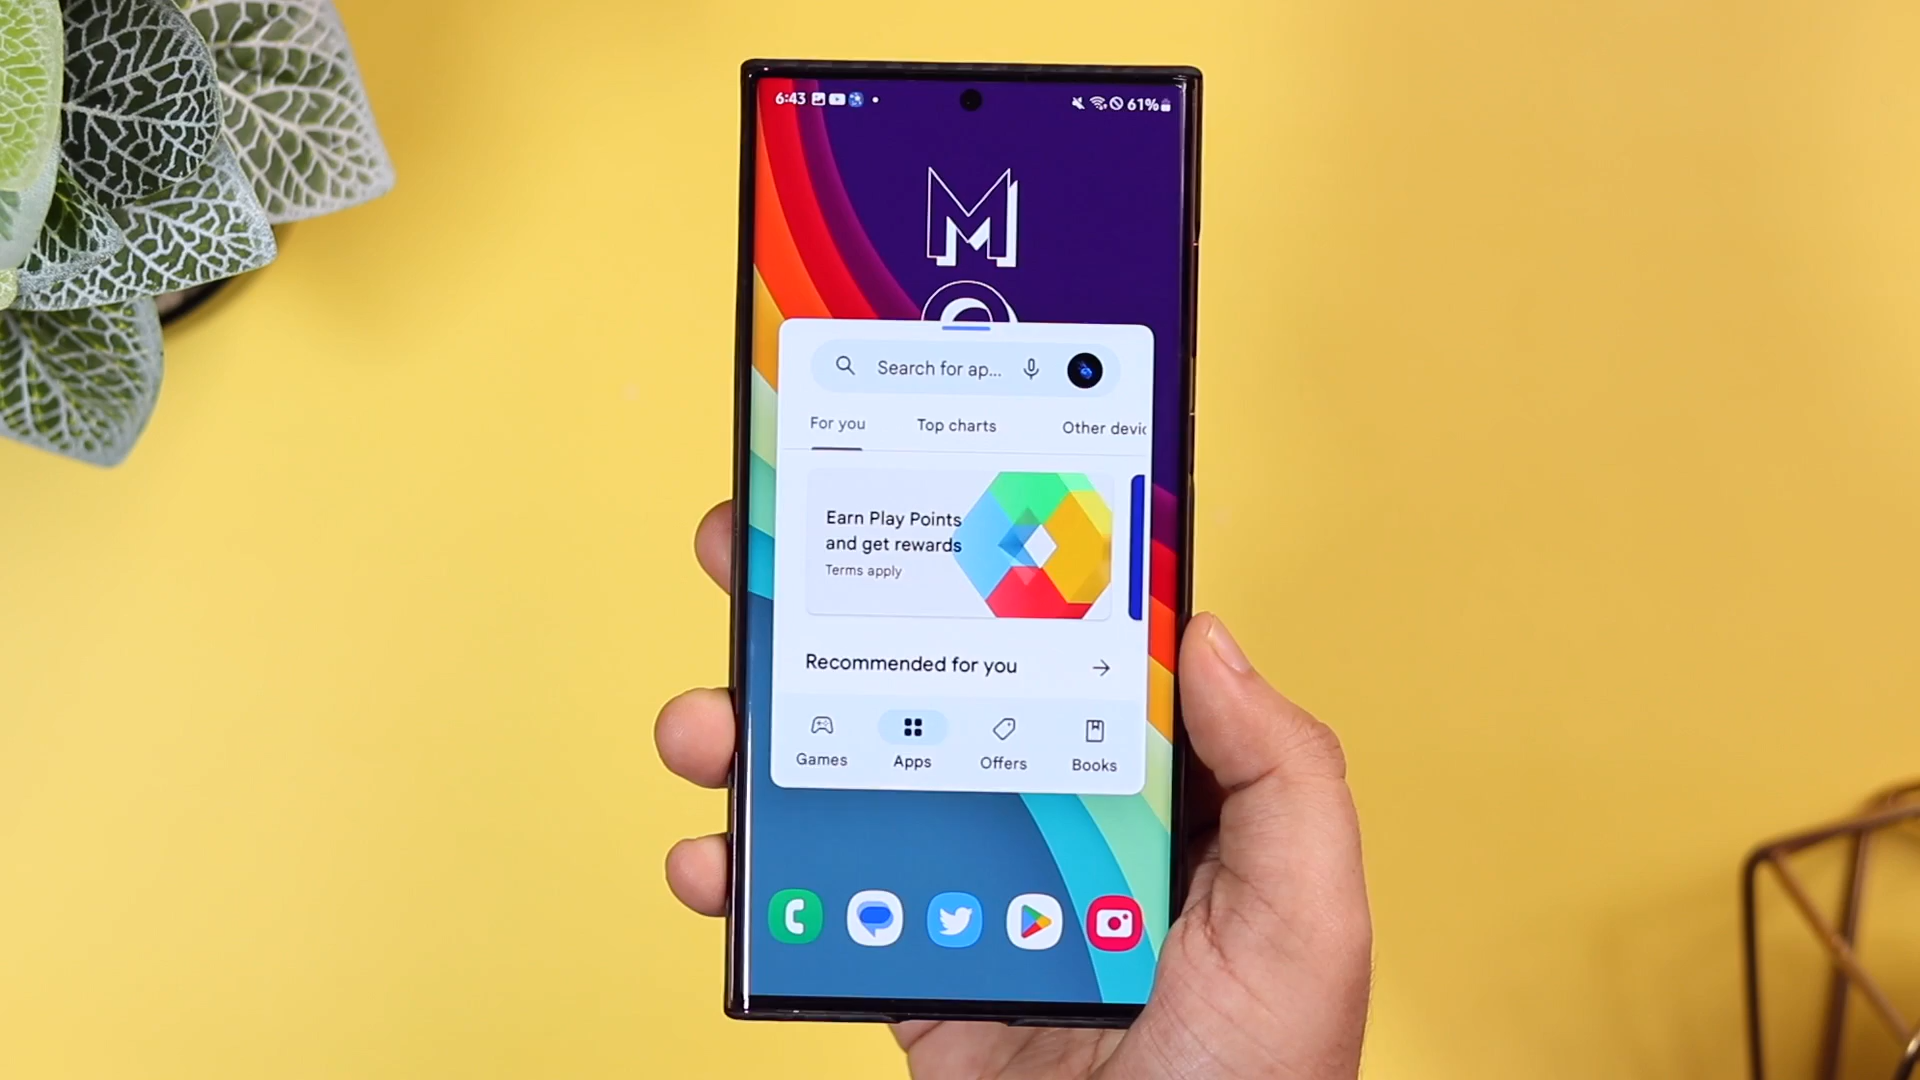 6:43
61%
M
O
Search for ap...
For you
Top charts
Other devic
Earn Play Points
and get rewards
Terms apply
Recommended for you
Games
Apps
Offers
Books